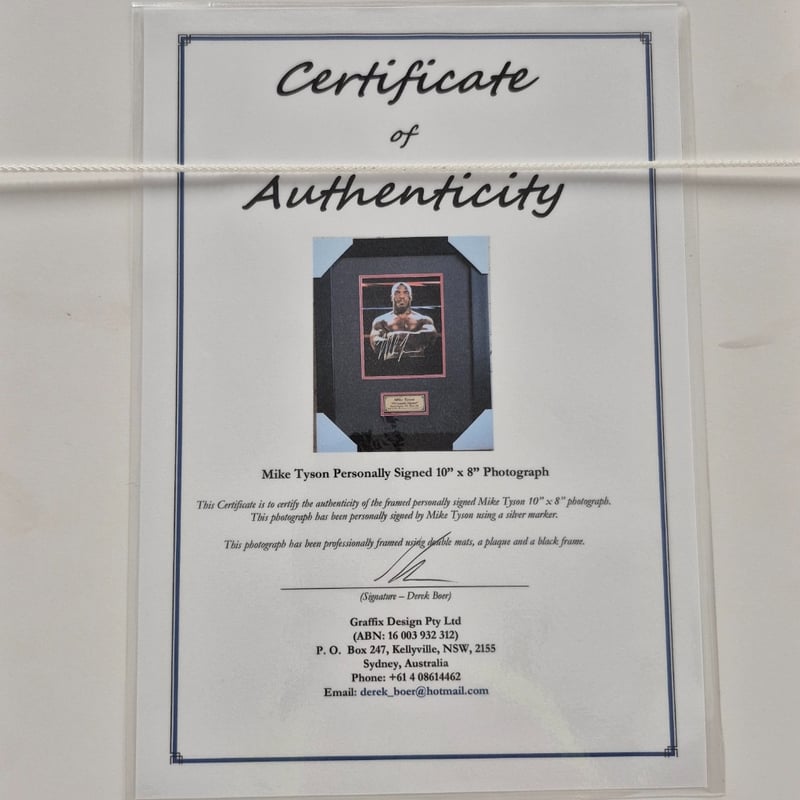 Certificate
of
Authenticity
Mike Tyson
Mike Tyson Personally Signed 10” x 8” Photograph
This Certificate is to certify the authenticity of the framed personally signed Mike Tyson 10” x 8” photograph.
This photograph has been personally signed by Mike Tyson using a silver marker.
This photograph has been professionally framed using double mats, a plaque and a black frame.
(Signature – Derek Boer)
Graffix Design Pty Ltd
(ABN: 16 003 932 312)
P. O. Box 247, Kellyville, NSW, 2155
Sydney, Australia
Phone: +61 4 08614462
Email: derek_boer@hotmail.com